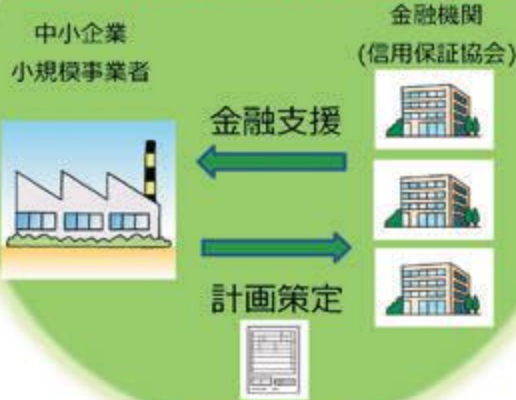 中小企業
小規模事業者
金融機関
(信用保証協会)
金融支援
計画策定